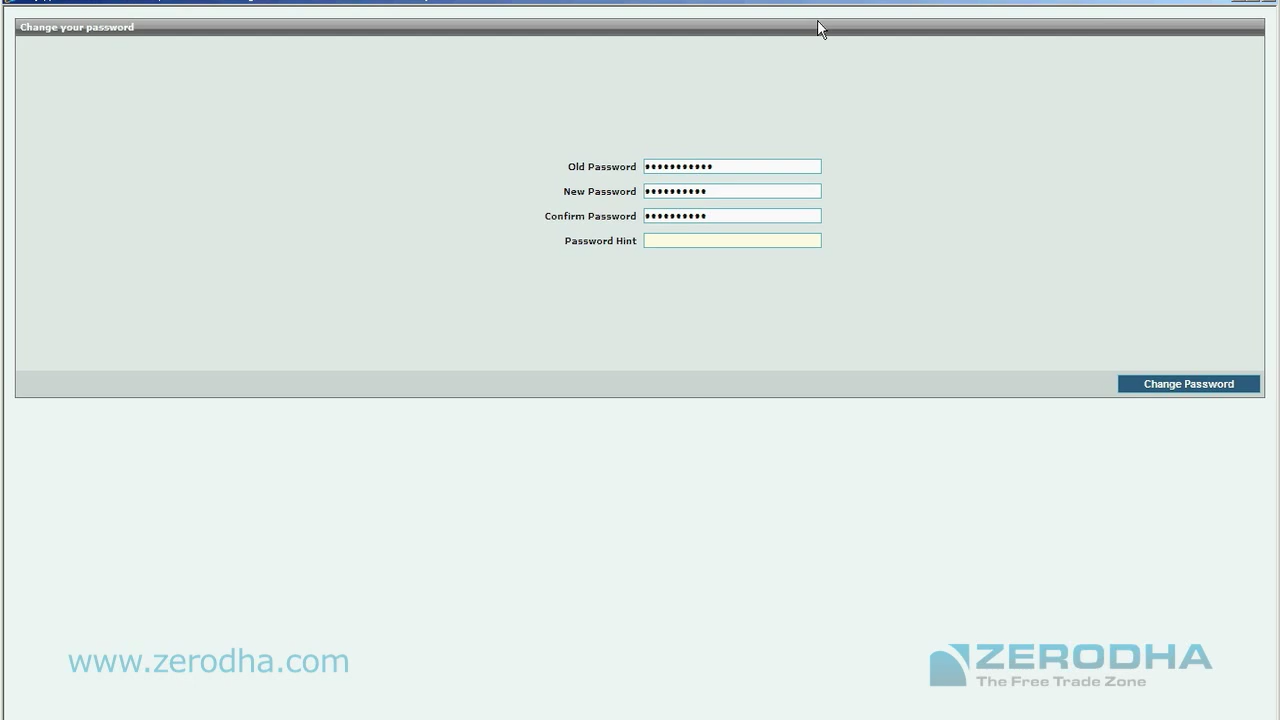 Change your password
Old Password •••••••••••
New Password ••••••••••
Confirm Password ••••••••••
Password Hint
Change Password
www.zerodha.com
ZERODHA
The Free Trade Zone